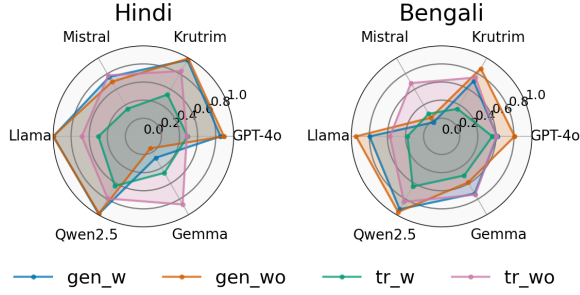 Hindi
Bengali
Mistral
Krutrim
Mistral
Krutrim
0.0
0.2
0.4
0.6
0.8
1.0
0.0
0.2
0.4
0.6
0.8
1.0
Llama
GPT-4o
Llama
GPT-4o
Qwen2.5
Gemma
Qwen2.5
Gemma
gen_w
gen_wo
tr_w
tr_wo